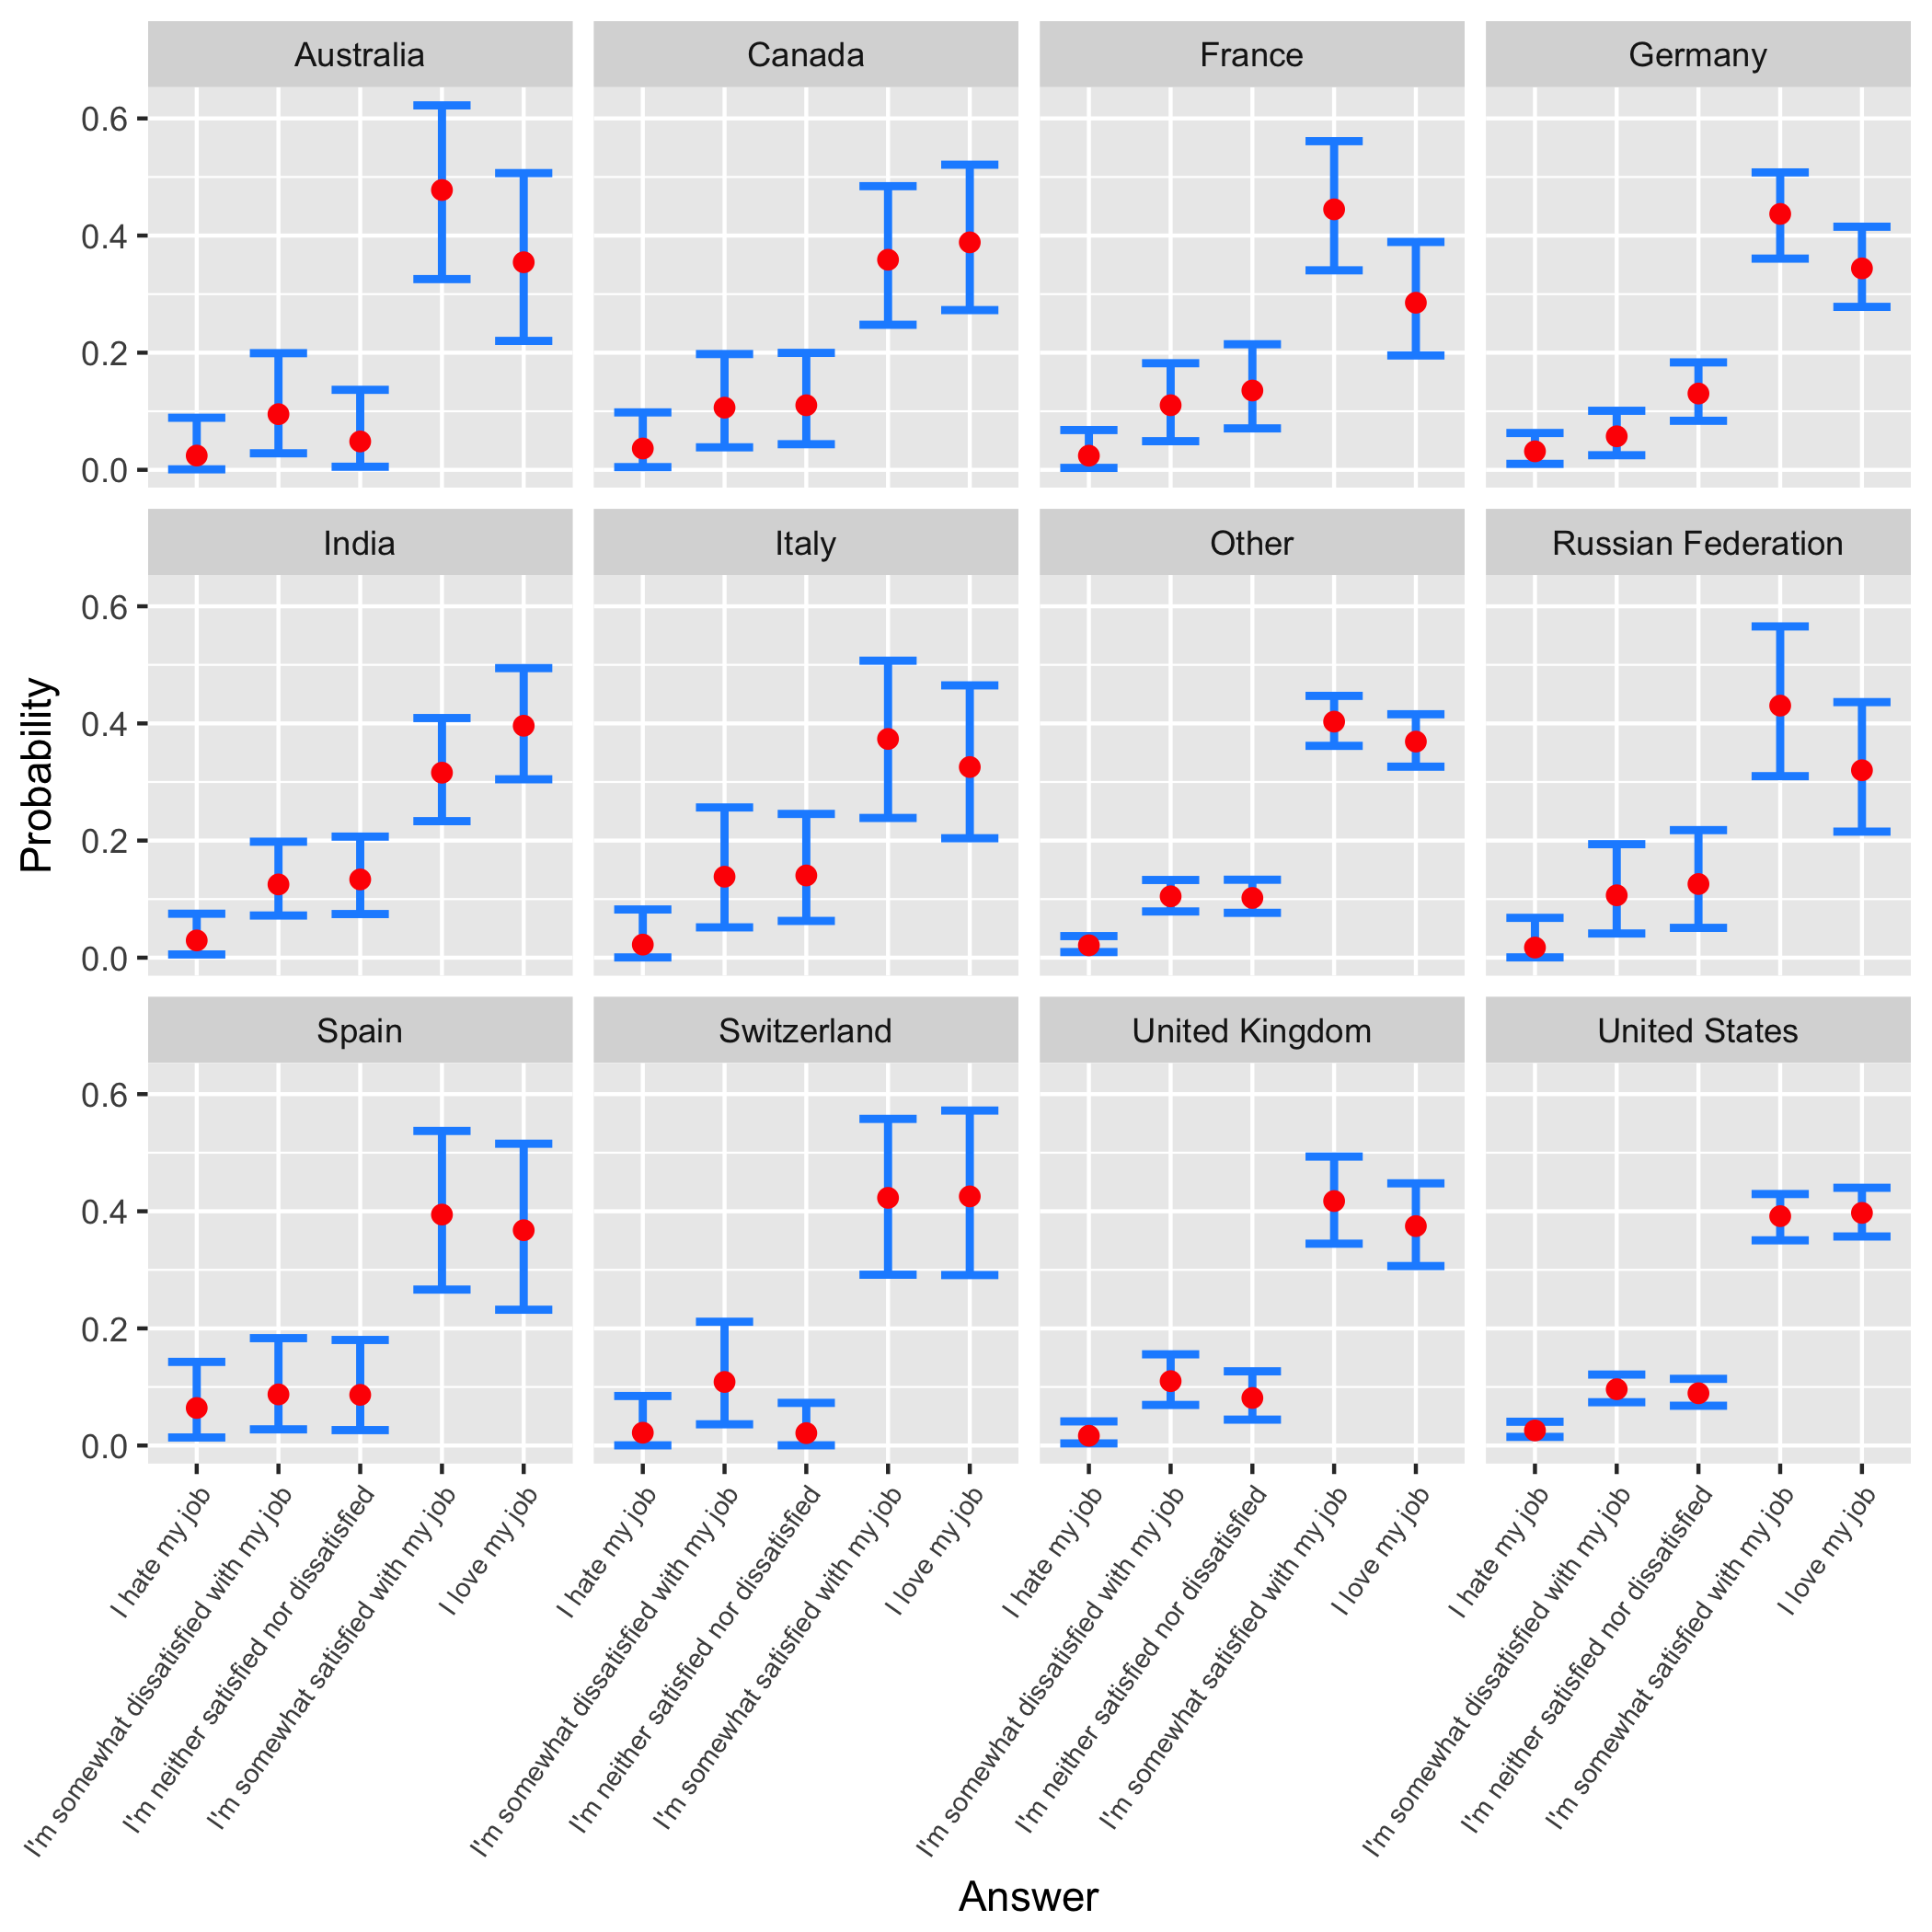 Australia
Canada
France
Germany
0.6
0.4
0.2
0.0
India
Italy
Other
Russian Federation
0.6
0.4
0.2
0.0
Spain
Switzerland
United Kingdom
United States
0.6
0.4
0.2
0.0
I hate my job
I'm somewhat dissatisfied with my job
I'm neither satisfied nor dissatisfied
I'm somewhat satisfied with my job
I love my job
I hate my job
I'm somewhat dissatisfied with my job
I'm neither satisfied nor dissatisfied
I'm somewhat satisfied with my job
I love my job
I hate my job
I'm somewhat dissatisfied with my job
I'm neither satisfied nor dissatisfied
I'm somewhat satisfied with my job
I love my job
I hate my job
I'm somewhat dissatisfied with my job
I'm neither satisfied nor dissatisfied
I'm somewhat satisfied with my job
I love my job
Probability
Answer